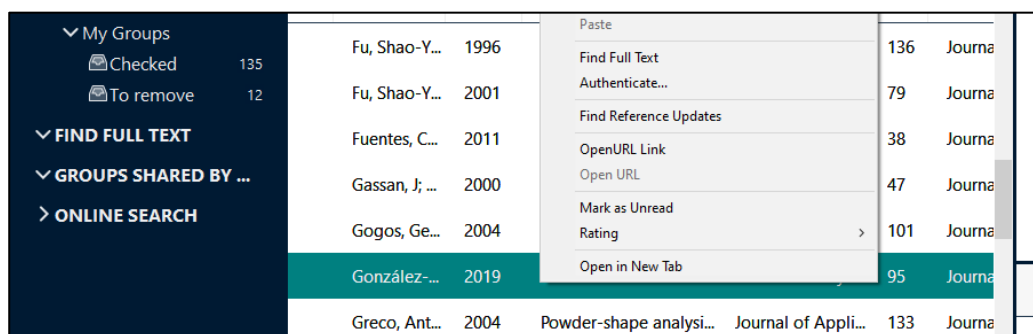 My Groups
Checked 135
To remove 12
FIND FULL TEXT
GROUPS SHARED BY ...
ONLINE SEARCH
Fu, Shao-Y... 1996 136 Journa
Fu, Shao-Y... 2001 79 Journa
Fuentes, C... 2011 38 Journa
Gassan, J; ... 2000 47 Journa
Gogos, Ge... 2004 101 Journa
González-... 2019 95 Journa
Greco, Ant... 2004 Powder-shape analysi... Journal of Appli... 133 Journa
Paste
Find Full Text
Authenticate...
Find Reference Updates
OpenURL Link
Open URL
Mark as Unread
Rating
Open in New Tab